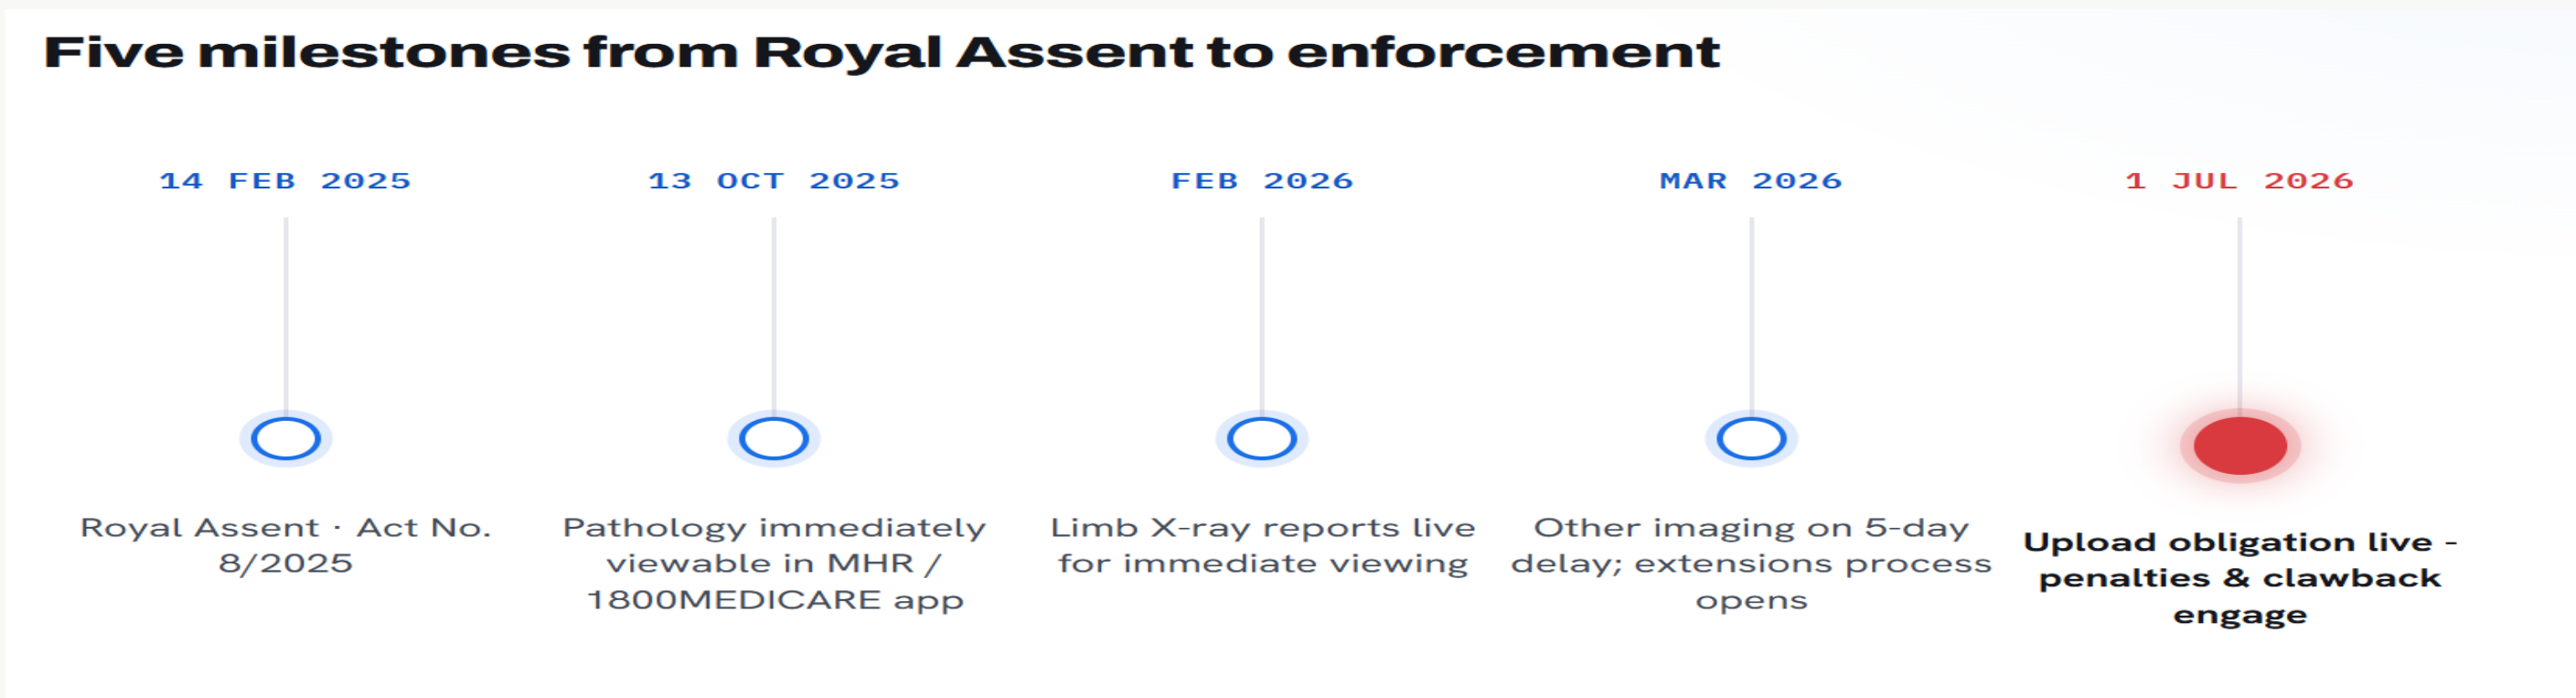 Five milestones from Royal Assent to enforcement
14 FEB 2025
13 OCT 2025
FEB 2026
MAR 2026
1 JUL 2026
Royal Assent · Act No.
8/2025
Pathology immediately
viewable in MHR /
1800MEDICARE app
Limb X-ray reports live
for immediate viewing
Other imaging on 5-day
delay; extensions process
opens
Upload obligation live -
penalties & clawback
engage